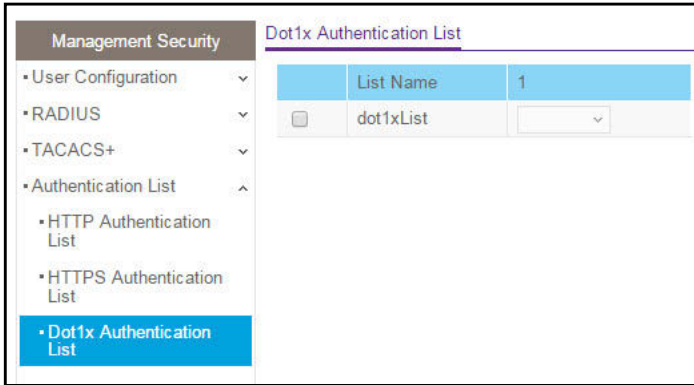 Management Security
Dot1x Authentication List
User Configuration
RADIUS
TACACS+
Authentication List
HTTP Authentication
List
HTTPS Authentication
List
Dot1x Authentication
List
List Name 1
dot1xList